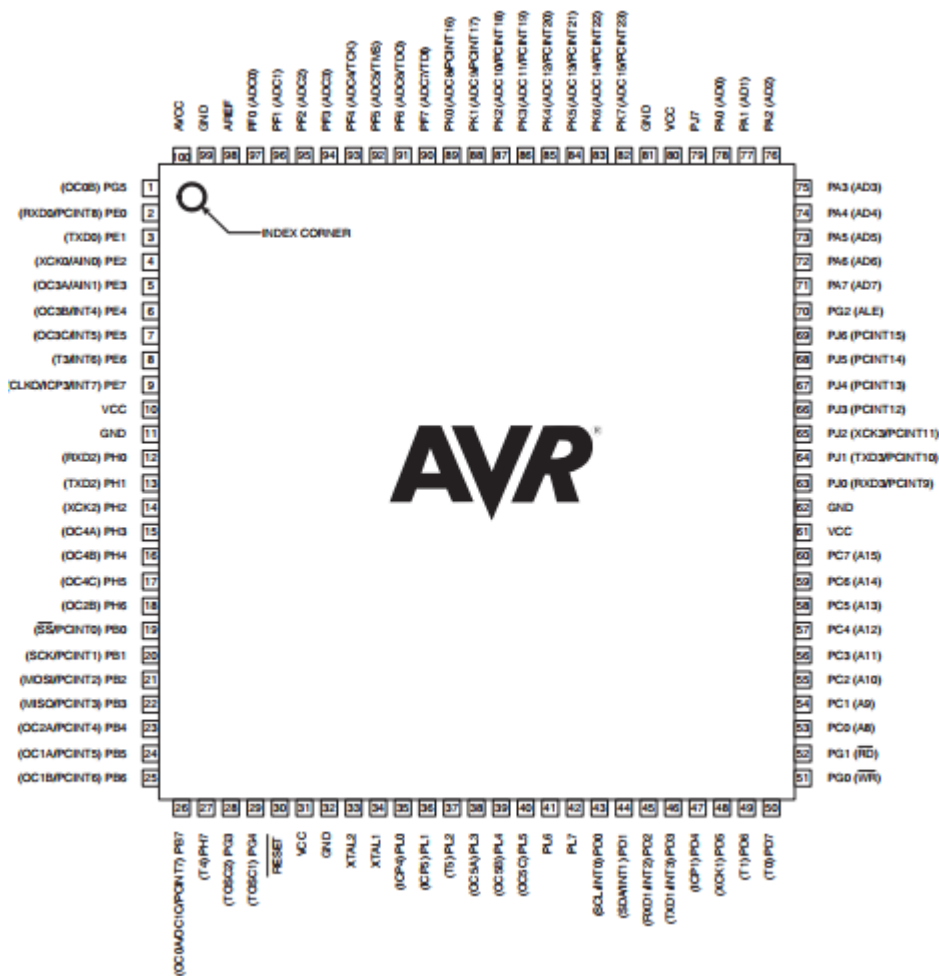 AVCC
GND
AREF
PF0 (ADC0)
PF1 (ADC1)
PF2 (ADC2)
PF3 (ADC3)
PF4 (ADC4/TCK)
PF5 (ADC5/TMS)
PF6 (ADC6/TDO)
PF7 (ADC7/TDI)
PK0 (ADC8/PCINT16)
PK1 (ADC9/PCINT17)
PK2 (ADC10/PCINT18)
PK3 (ADC11/PCINT19)
PK4 (ADC12/PCINT20)
PK5 (ADC13/PCINT21)
PK6 (ADC14/PCINT22)
PK7 (ADC15/PCINT23)
GND
VCC
PJ7
PA0 (AD0)
PA1 (AD1)
PA2 (AD2)
100 99 98 97 96 95 94 93 92 91 90 89 88 87 86 85 84 83 82 81 80 79 78 77 76
(OC0B) PG5 1
(RXD0/PCINT8) PE0 2
(TXD0) PE1 3
(XCK0/AIN0) PE2 4
(OC3A/AIN1) PE3 5
(OC3B/INT4) PE4 6
(OC3C/INT5) PE5 7
(T3/INT6) PE6 8
CLKO/ICP3/INT7) PE7 9
VCC 10
GND 11
(RXD2) PH0 12
(TXD2) PH1 13
(XCK2) PH2 14
(OC4A) PH3 15
(OC4B) PH4 16
(OC4C) PH5 17
(OC2B) PH6 18
(SS/PCINT0) PB0 19
(SCK/PCINT1) PB1 20
(MOSI/PCINT2) PB2 21
(MISO/PCINT3) PB3 22
(OC2A/PCINT4) PB4 23
(OC1A/PCINT5) PB5 24
(OC1B/PCINT6) PB6 25
INDEX CORNER
AVR®
75 PA3 (AD3)
74 PA4 (AD4)
73 PA5 (AD5)
72 PA6 (AD6)
71 PA7 (AD7)
70 PG2 (ALE)
69 PJ6 (PCINT15)
68 PJ5 (PCINT14)
67 PJ4 (PCINT13)
66 PJ3 (PCINT12)
65 PJ2 (XCK3/PCINT11)
64 PJ1 (TXD3/PCINT10)
63 PJ0 (RXD3/PCINT9)
62 GND
61 VCC
60 PC7 (A15)
59 PC6 (A14)
58 PC5 (A13)
57 PC4 (A12)
56 PC3 (A11)
55 PC2 (A10)
54 PC1 (A9)
53 PC0 (A8)
52 PG1 (RD)
51 PG0 (WR)
26 27 28 29 30 31 32 33 34 35 36 37 38 39 40 41 42 43 44 45 46 47 48 49 50
(OC0A/OC1C/PCINT7) PB7
(T4) PH7
(TOSC2) PG3
(TOSC1) PG4
RESET
VCC
GND
XTAL2
XTAL1
(ICP4) PL0
(ICP5) PL1
(T5) PL2
(OC5A) PL3
(OC5B) PL4
(OC5C) PL5
PL6
PL7
(SCL/INT0) PD0
(SDA/INT1) PD1
(RXD1/INT2) PD2
(TXD1/INT3) PD3
(ICP1) PD4
(XCK1) PD5
(T1) PD6
(T0) PD7